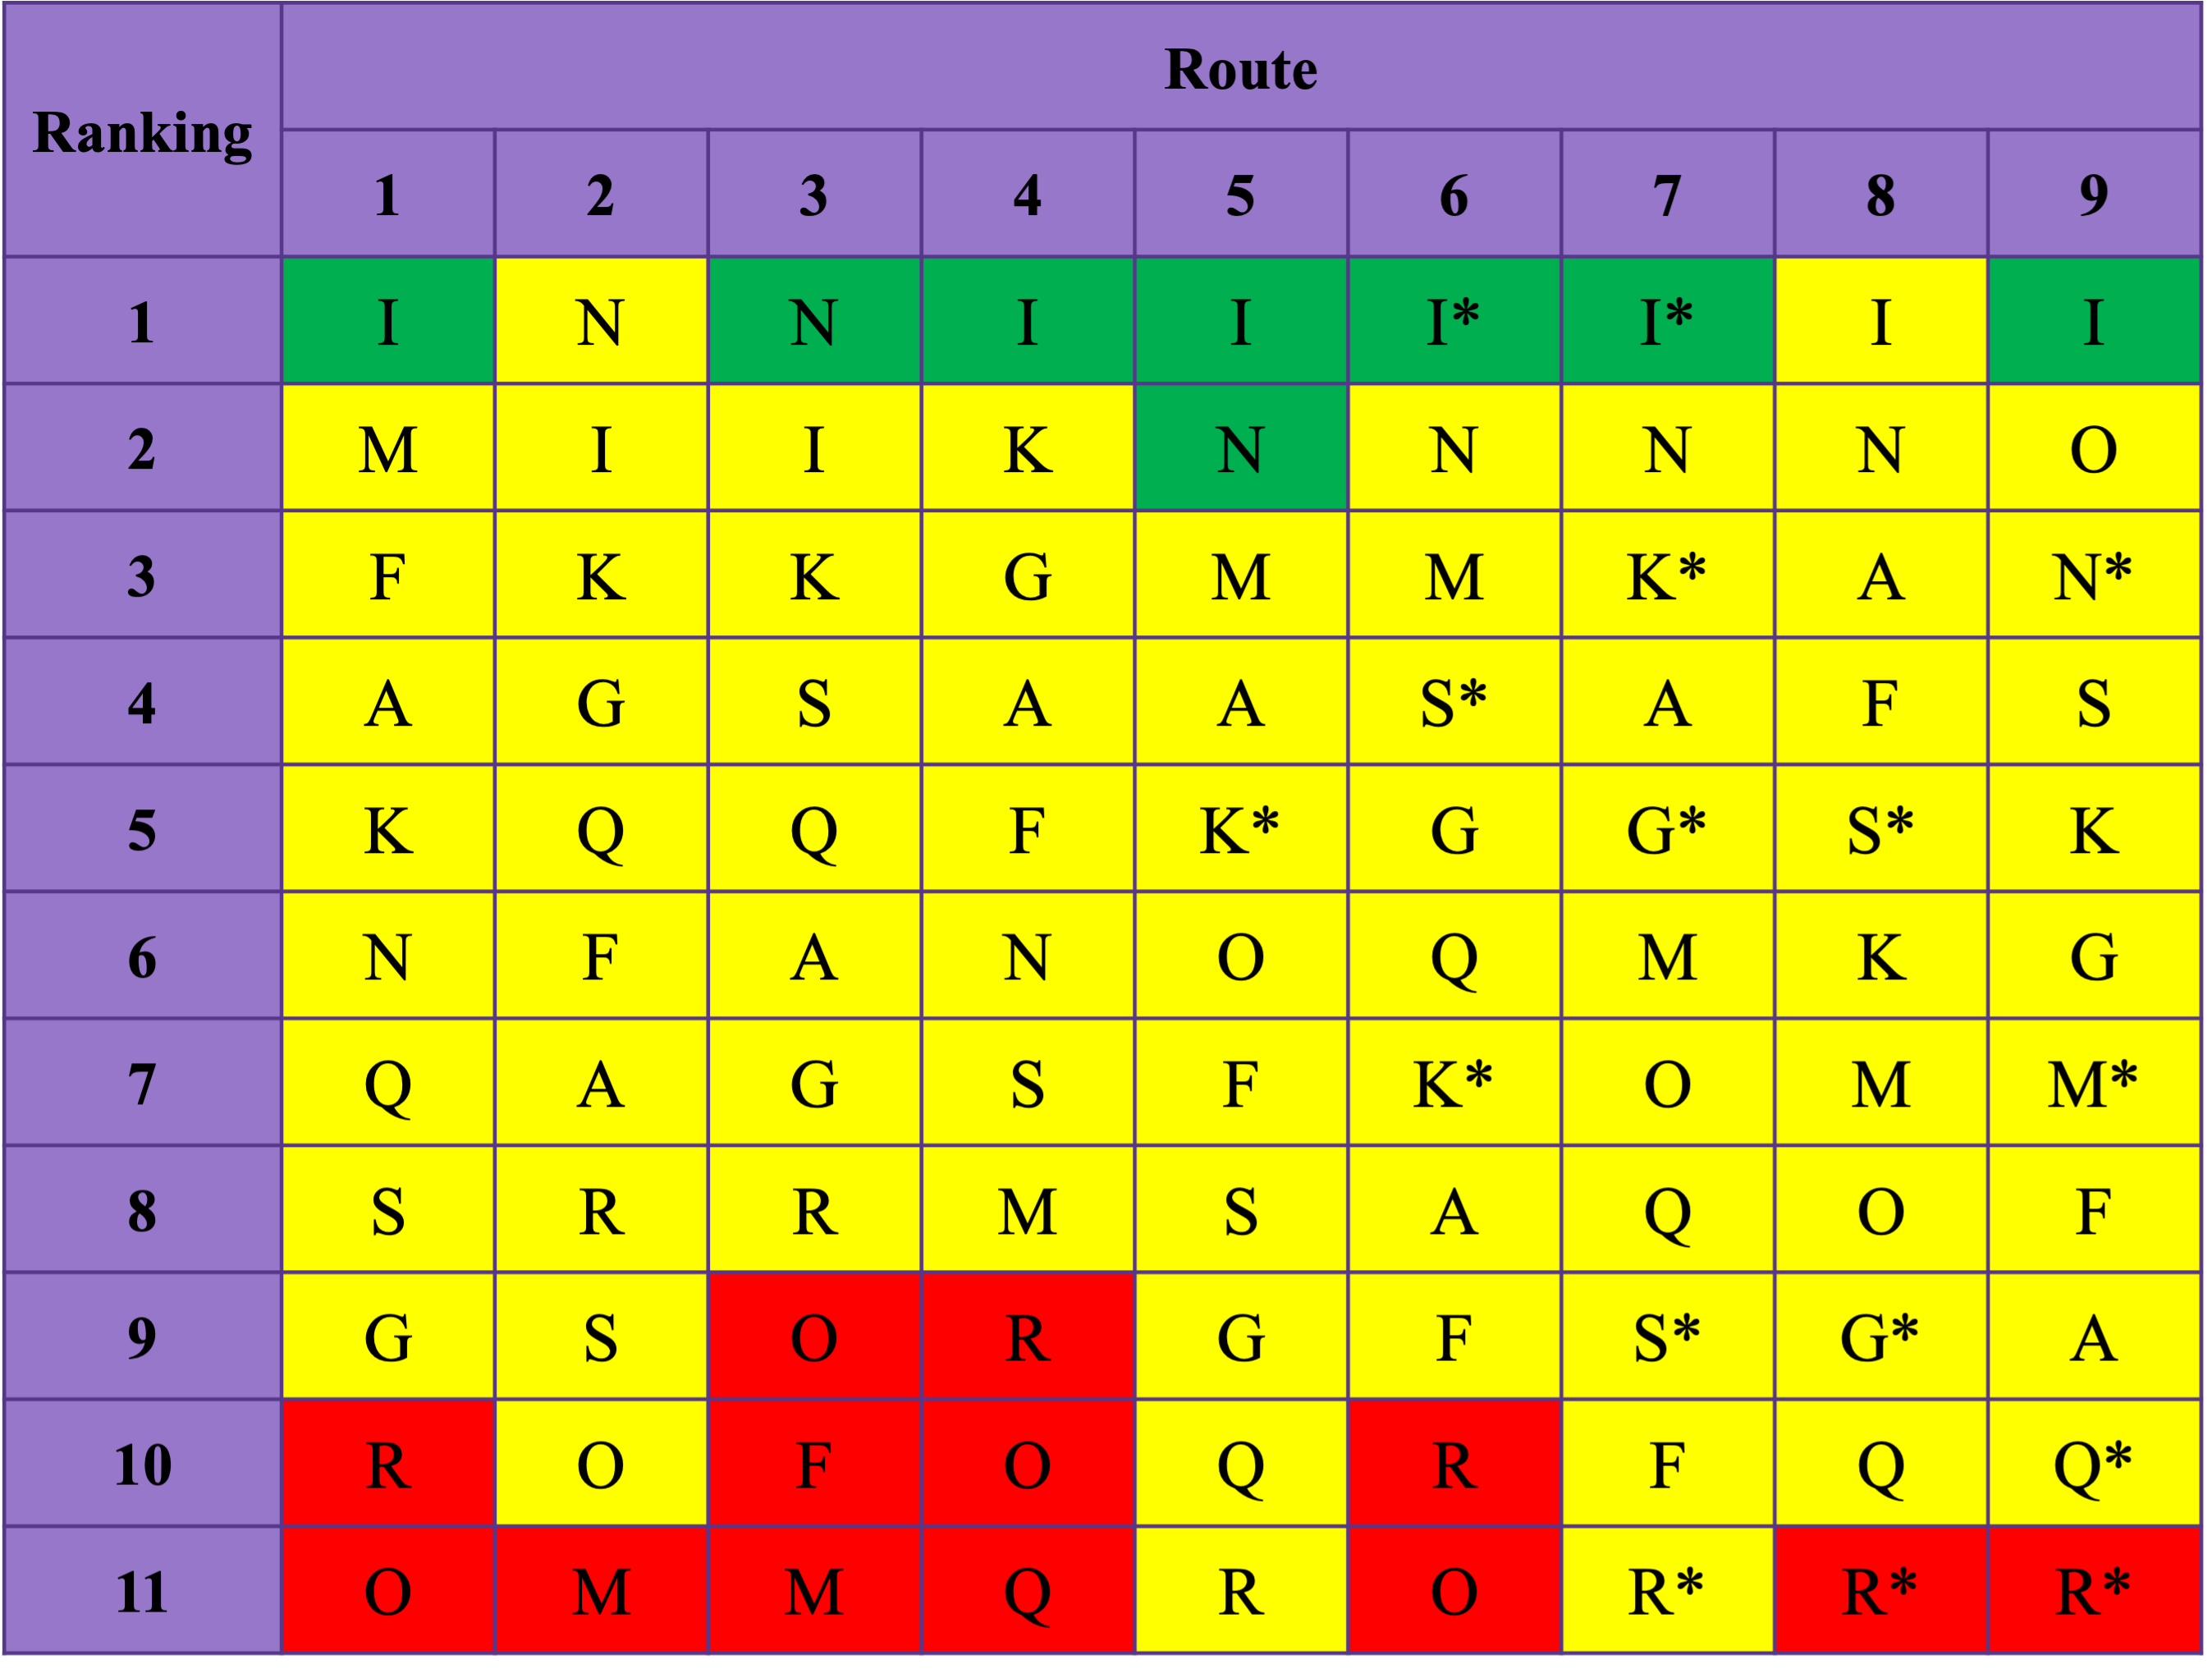 Ranking Route
1 2 3 4 5 6 7 8 9
1 I N N I I I* I* I I
2 M I I K N N N N O
3 F K K G M M K* A N*
4 A G S A A S* A F S
5 K Q Q F K* G G* S* K
6 N F A N O Q M K G
7 Q A G S F K* O M M*
8 S R R M S A Q O F
9 G S O R G F S* G* A
10 R O F O Q R F Q Q*
11 O M M Q R O R* R* R*